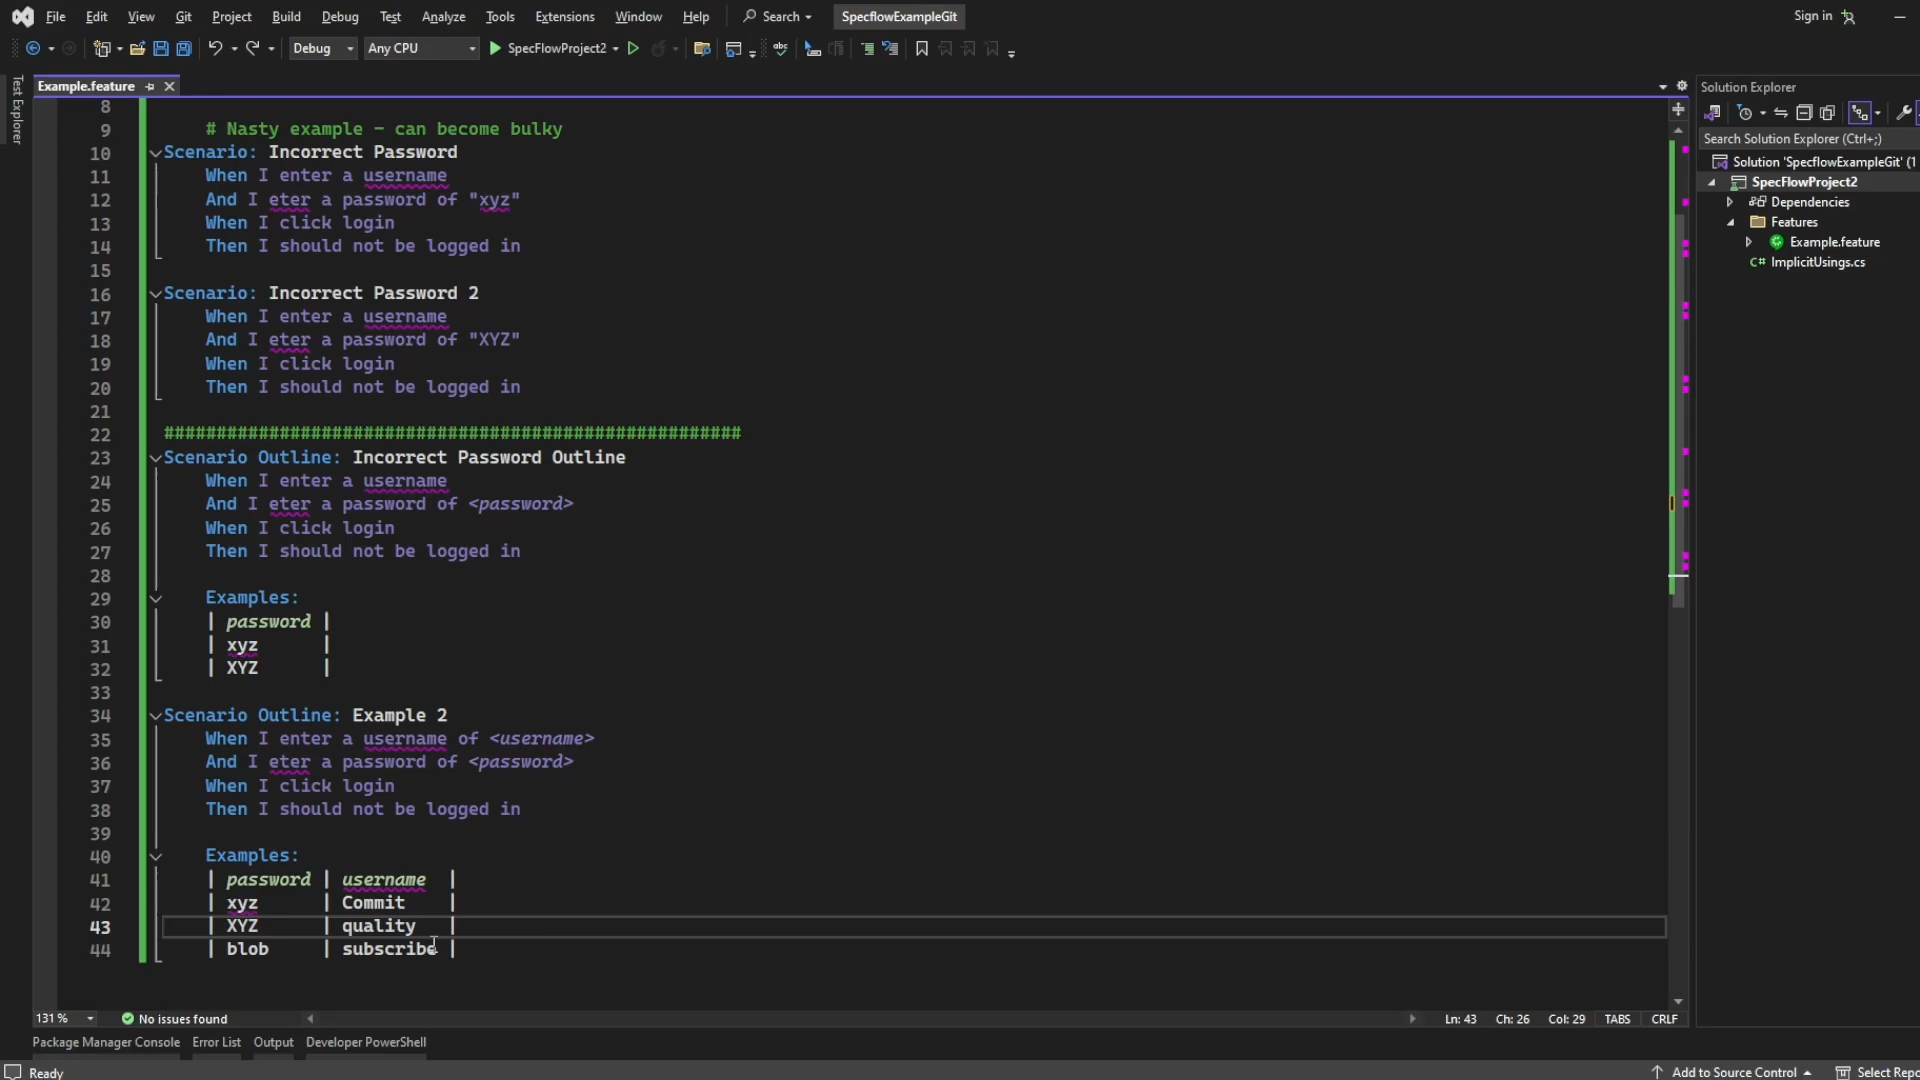 File Edit View Git Project Build Debug Test Analyze Tools Extensions Window Help Search SpecflowExampleGit Sign in
Debug Any CPU SpecFlowProject2 abc
Test Explorer
Example.feature
8
9 # Nasty example - can become bulky
10 Scenario: Incorrect Password
11 When I enter a username
12 And I eter a password of "xyz"
13 When I click login
14 Then I should not be logged in
15
16 Scenario: Incorrect Password 2
17 When I enter a username
18 And I eter a password of "XYZ"
19 When I click login
20 Then I should not be logged in
21
22 #######################################################
23 Scenario Outline: Incorrect Password Outline
24 When I enter a username
25 And I eter a password of <password>
26 When I click login
27 Then I should not be logged in
28
29 Examples:
30 | password |
31 | xyz |
32 | XYZ |
33
34 Scenario Outline: Example 2
35 When I enter a username of <username>
36 And I eter a password of <password>
37 When I click login
38 Then I should not be logged in
39
40 Examples:
41 | password | username |
42 | xyz | Commit |
43 | XYZ | quality |
44 | blob | subscribe |
Solution Explorer
Search Solution Explorer (Ctrl+;)
Solution 'SpecflowExampleGit' (1
SpecFlowProject2
Dependencies
Features
Example.feature
C# ImplicitUsings.cs
131 % No issues found Ln: 43 Ch: 26 Col: 29 TABS CRLF
Package Manager Console Error List Output Developer PowerShell
Ready Add to Source Control Select Repo